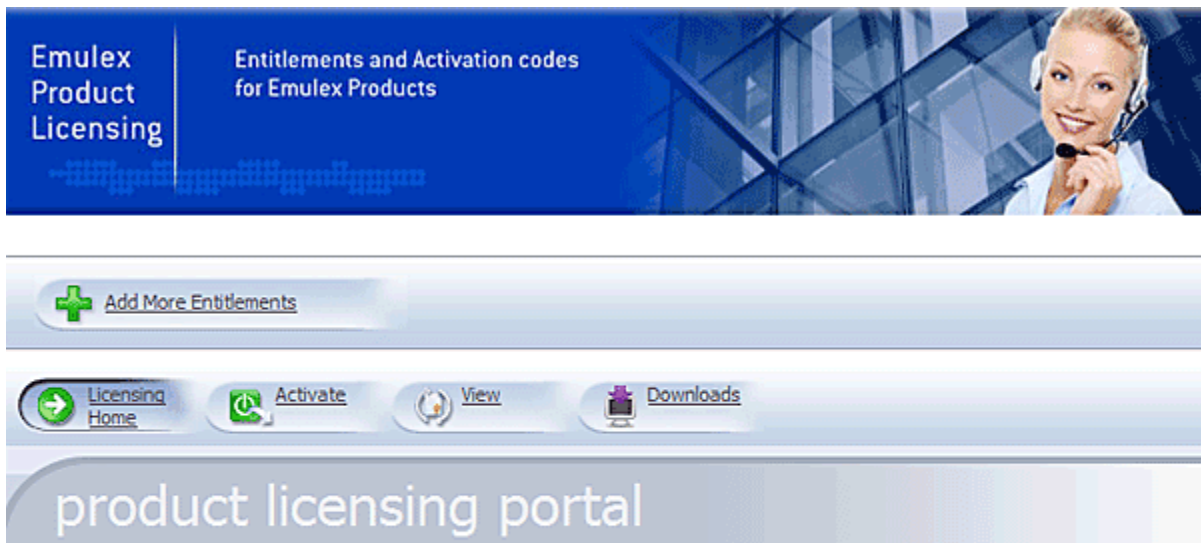 Emulex
Product
Licensing
Entitlements and Activation codes
for Emulex Products
Add More Entitlements
Licensing
Home
Activate
View
Downloads
product licensing portal